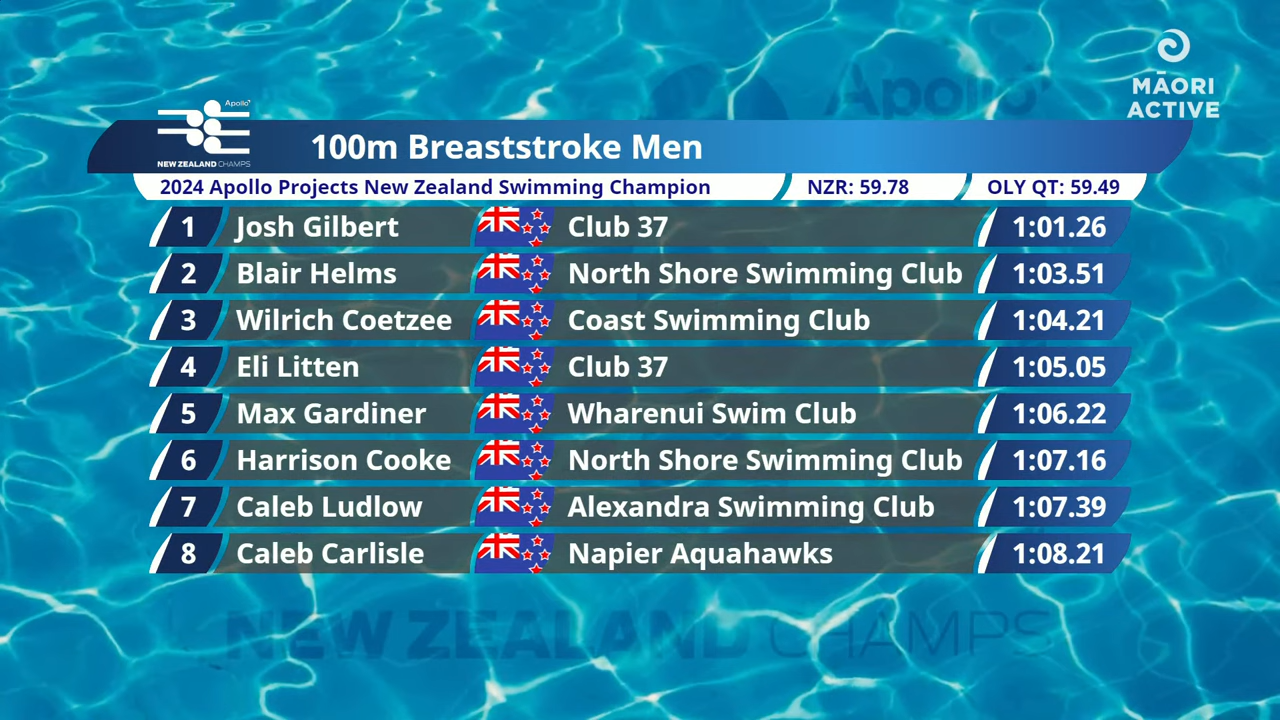 Apollo
MĀORI
ACTIVE
Apollo
NEW ZEALAND CHAMPS
100m Breaststroke Men
2024 Apollo Projects New Zealand Swimming Champion NZR: 59.78 OLY QT: 59.49
1 Josh Gilbert Club 37 1:01.26
2 Blair Helms North Shore Swimming Club 1:03.51
3 Wilrich Coetzee Coast Swimming Club 1:04.21
4 Eli Litten Club 37 1:05.05
5 Max Gardiner Wharenui Swim Club 1:06.22
6 Harrison Cooke North Shore Swimming Club 1:07.16
7 Caleb Ludlow Alexandra Swimming Club 1:07.39
8 Caleb Carlisle Napier Aquahawks 1:08.21
NEW ZEALAND CHAMPS